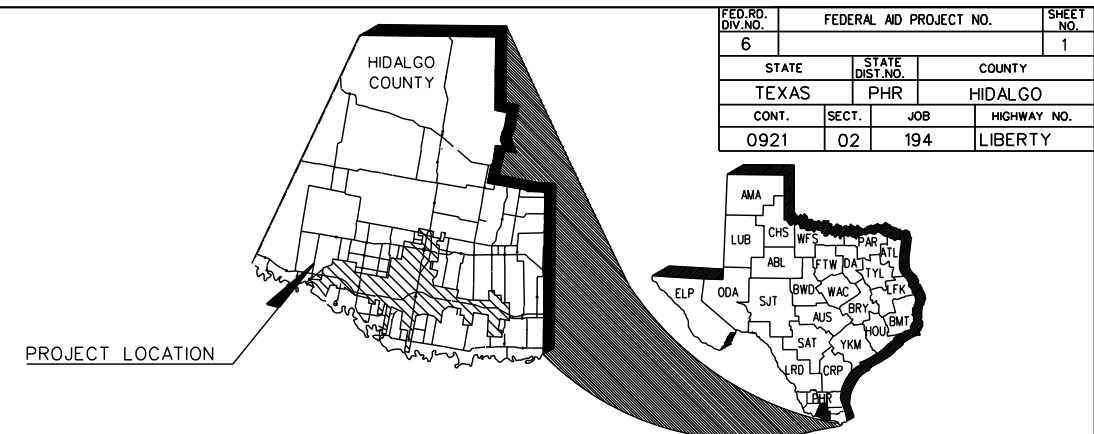 FED.RD. DIV.NO. FEDERAL AID PROJECT NO. SHEET NO.
6 1
STATE STATE DIST.NO. COUNTY
TEXAS PHR HIDALGO
CONT. SECT. JOB HIGHWAY NO.
0921 02 194 LIBERTY
HIDALGO
COUNTY
PROJECT LOCATION
AMA
LUB
CHS
WFS
PAR
ATL
ABL
FTW
DA
TYL
ELP
ODA
SJT
BWD
WAC
LFK
AUS
BRY
BMT
SAT
HOU
YKM
LRD
CRP
PHR